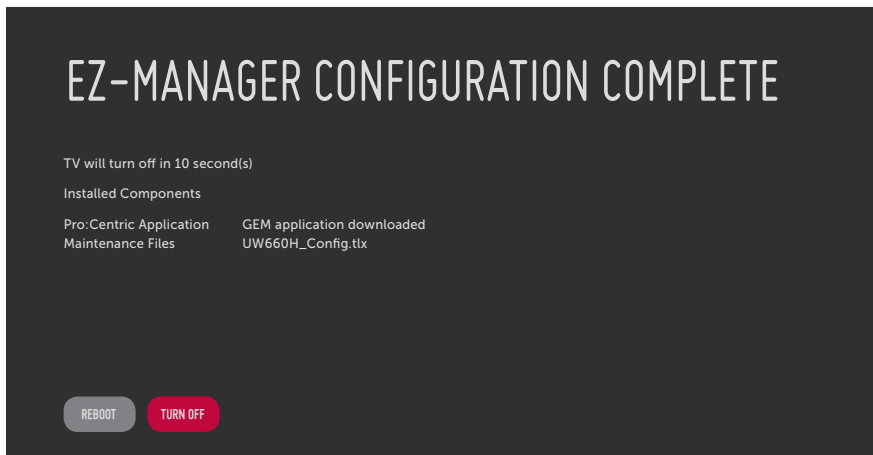 EZ-MANAGER CONFIGURATION COMPLETE
TV will turn off in 10 second(s)
Installed Components
Pro:Centric Application GEM application downloaded
Maintenance Files UW660H_Config.tlx
REBOOT TURN OFF